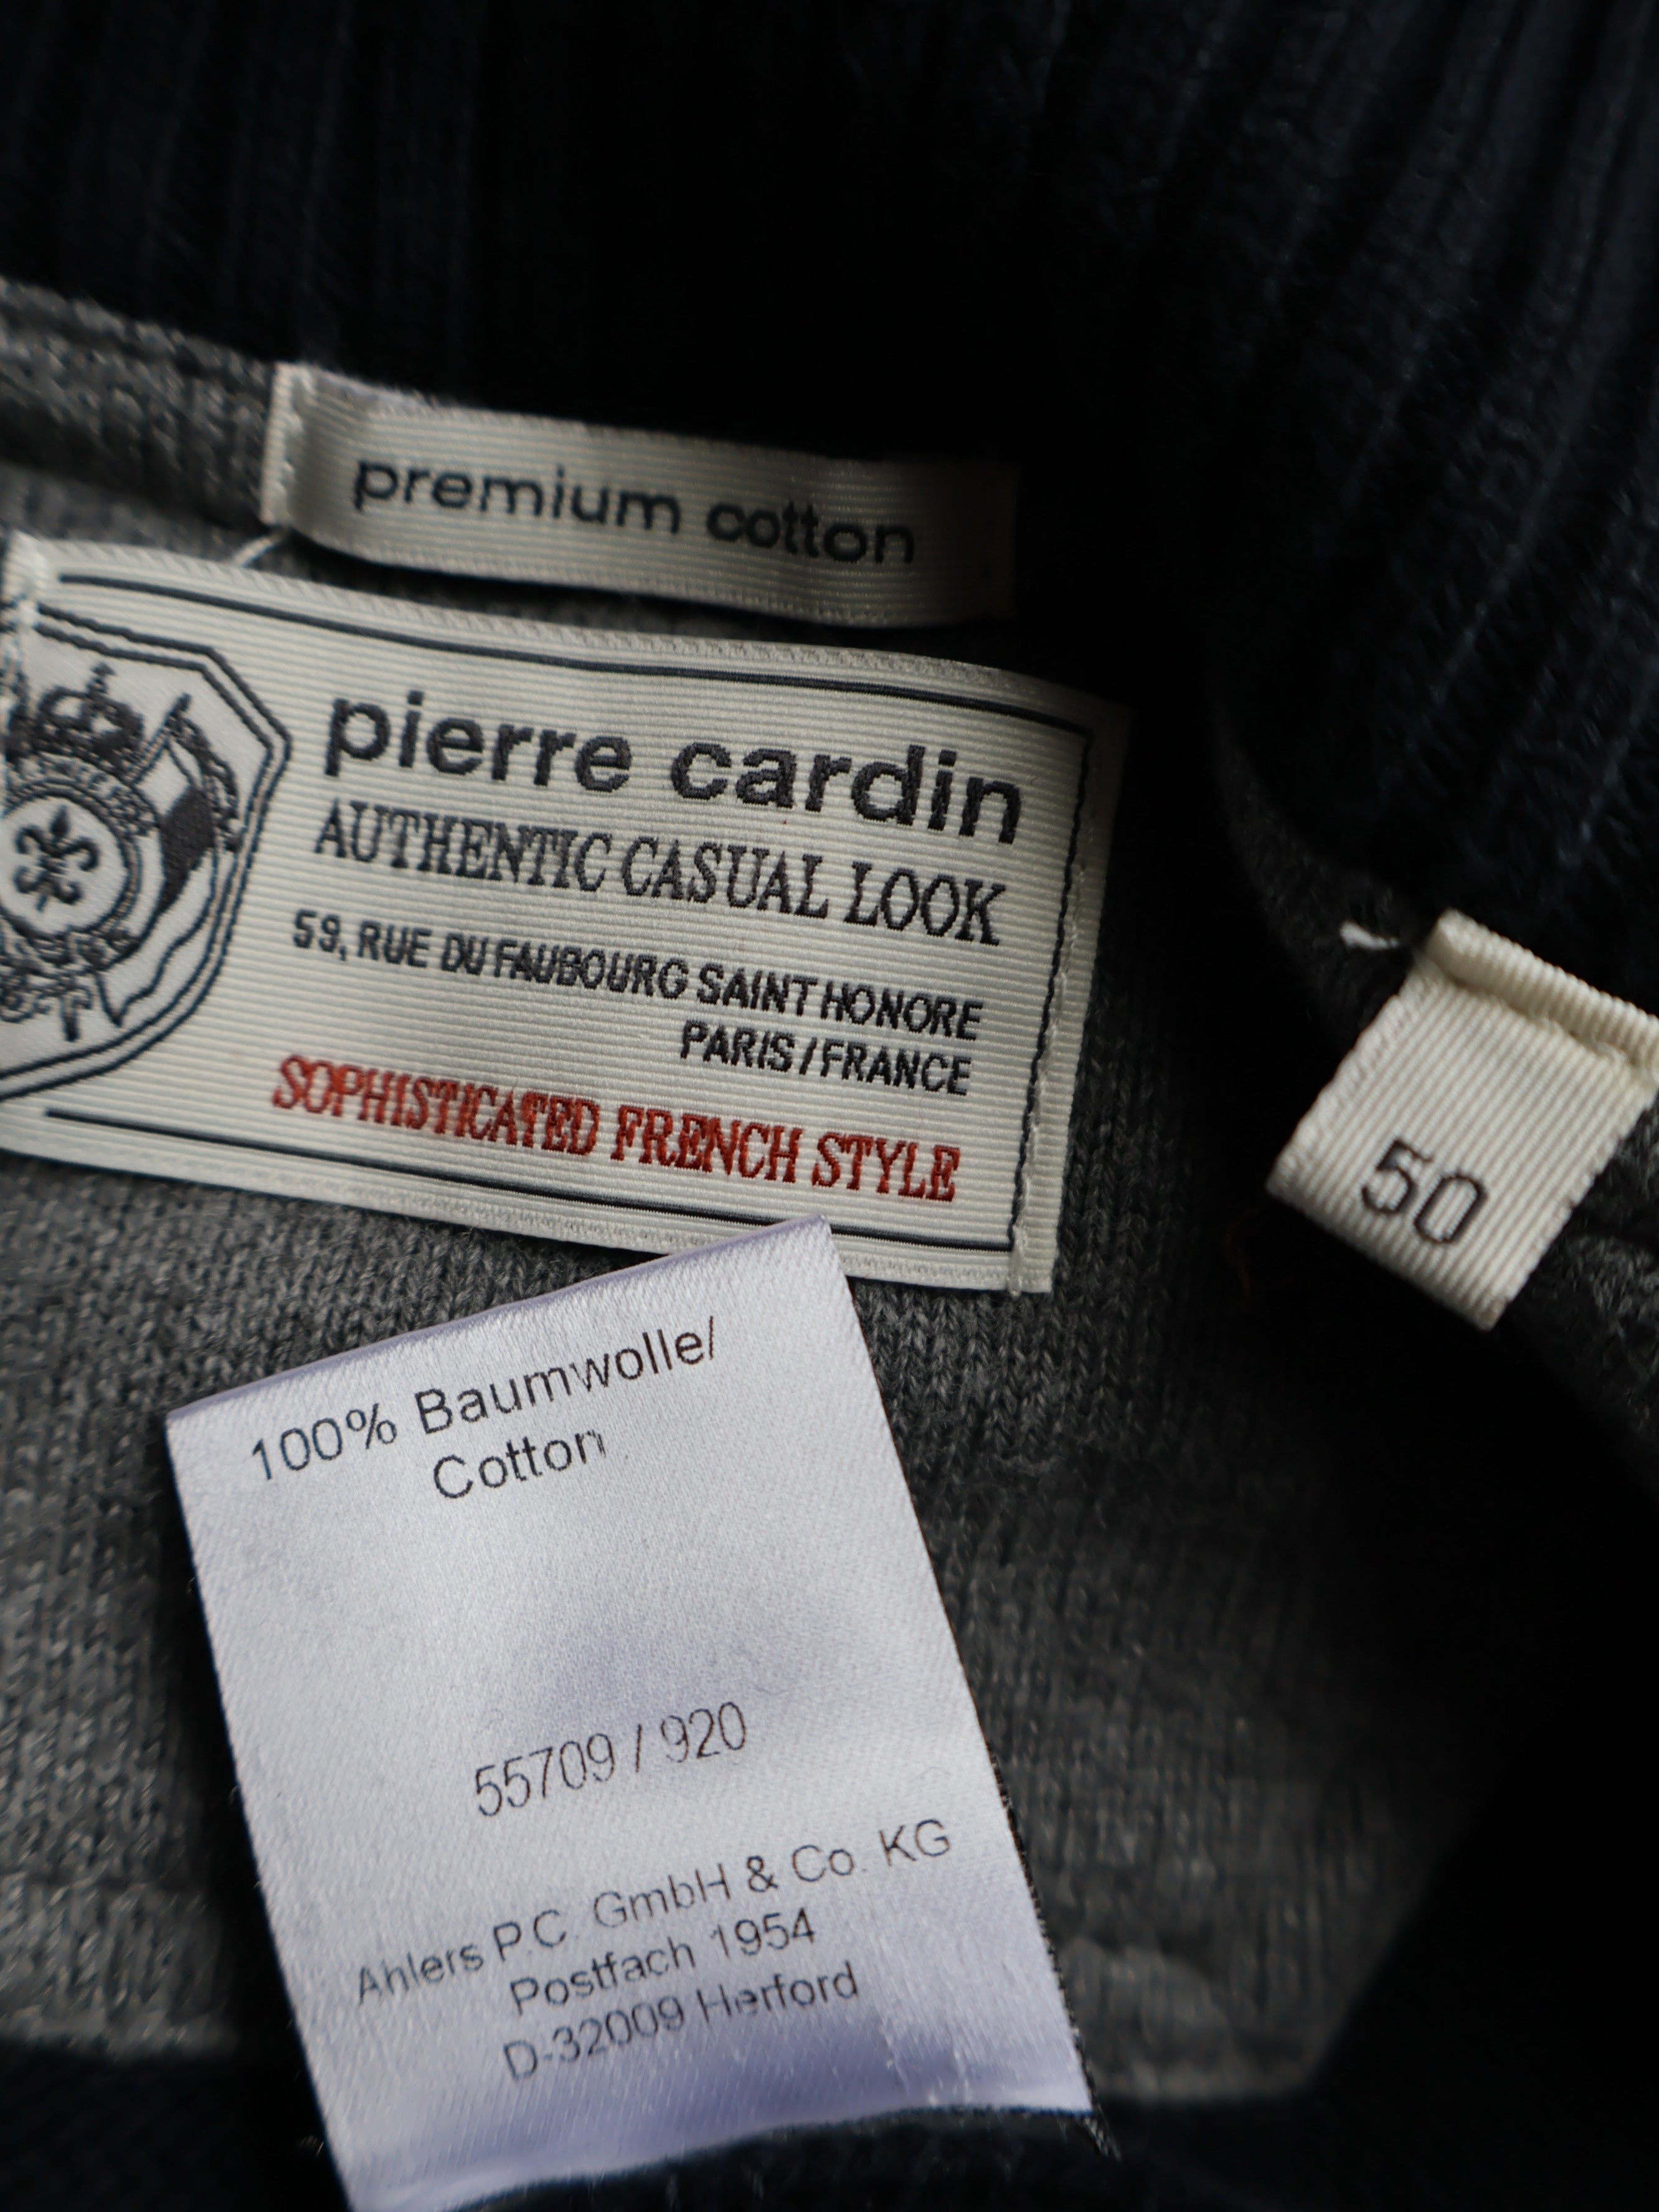 premium cotton
pierre cardin
AUTHENTIC CASUAL LOOK
59, RUE DU FAUBOURG SAINT HONORE
PARIS / FRANCE
SOPHISTICATED FRENCH STYLE
50
100% Baumwolle/
Cotton
55709 / 920
Ahlers P.C. GmbH & Co. KG
Postfach 1954
D-32009 Herford